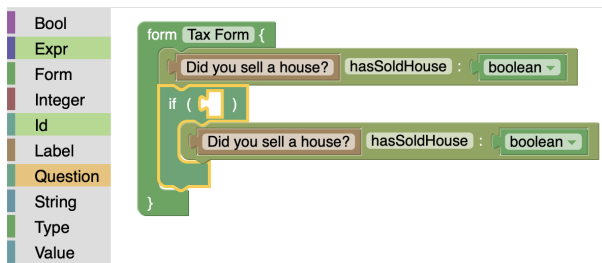 Bool
Expr
Form
Integer
Id
Label
Question
String
Type
Value
form Tax Form {
Did you sell a house? hasSoldHouse : boolean
if ( )
Did you sell a house? hasSoldHouse : boolean
}